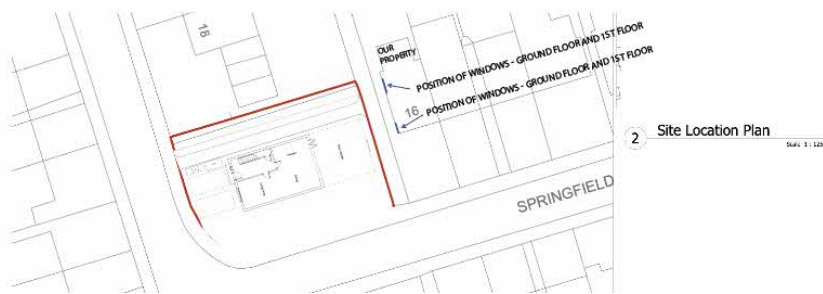 18
OUR
PROPERTY
POSITION OF WINDOWS - GROUND FLOOR AND 1ST FLOOR
16
POSITION OF WINDOWS - GROUND FLOOR AND 1ST FLOOR
2 Site Location Plan
SPRINGFIELD